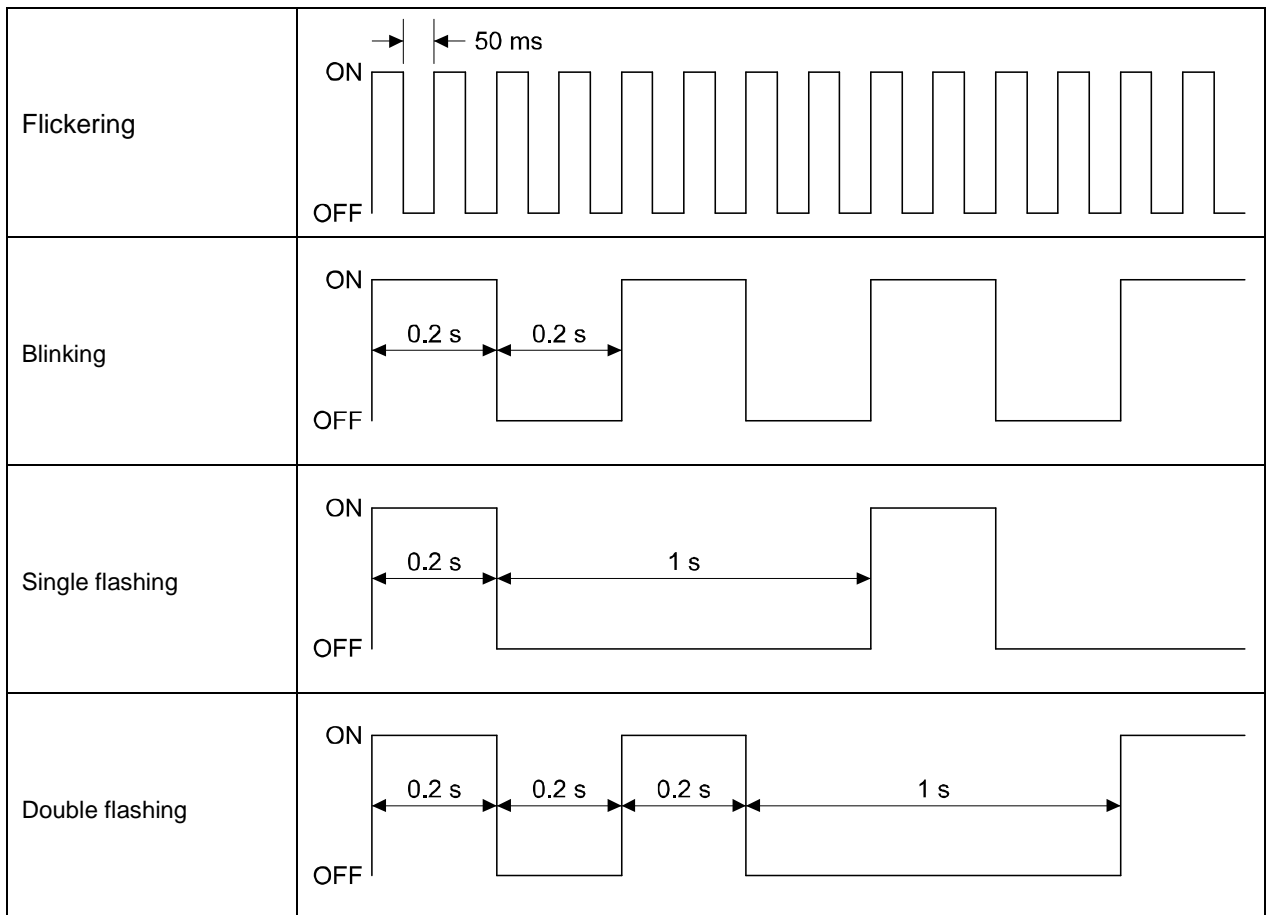 Flickering
50 ms
ON
OFF
Blinking
ON
0.2 s 0.2 s
OFF
Single flashing
ON
0.2 s 1 s
OFF
Double flashing
ON
0.2 s 0.2 s 0.2 s 1 s
OFF